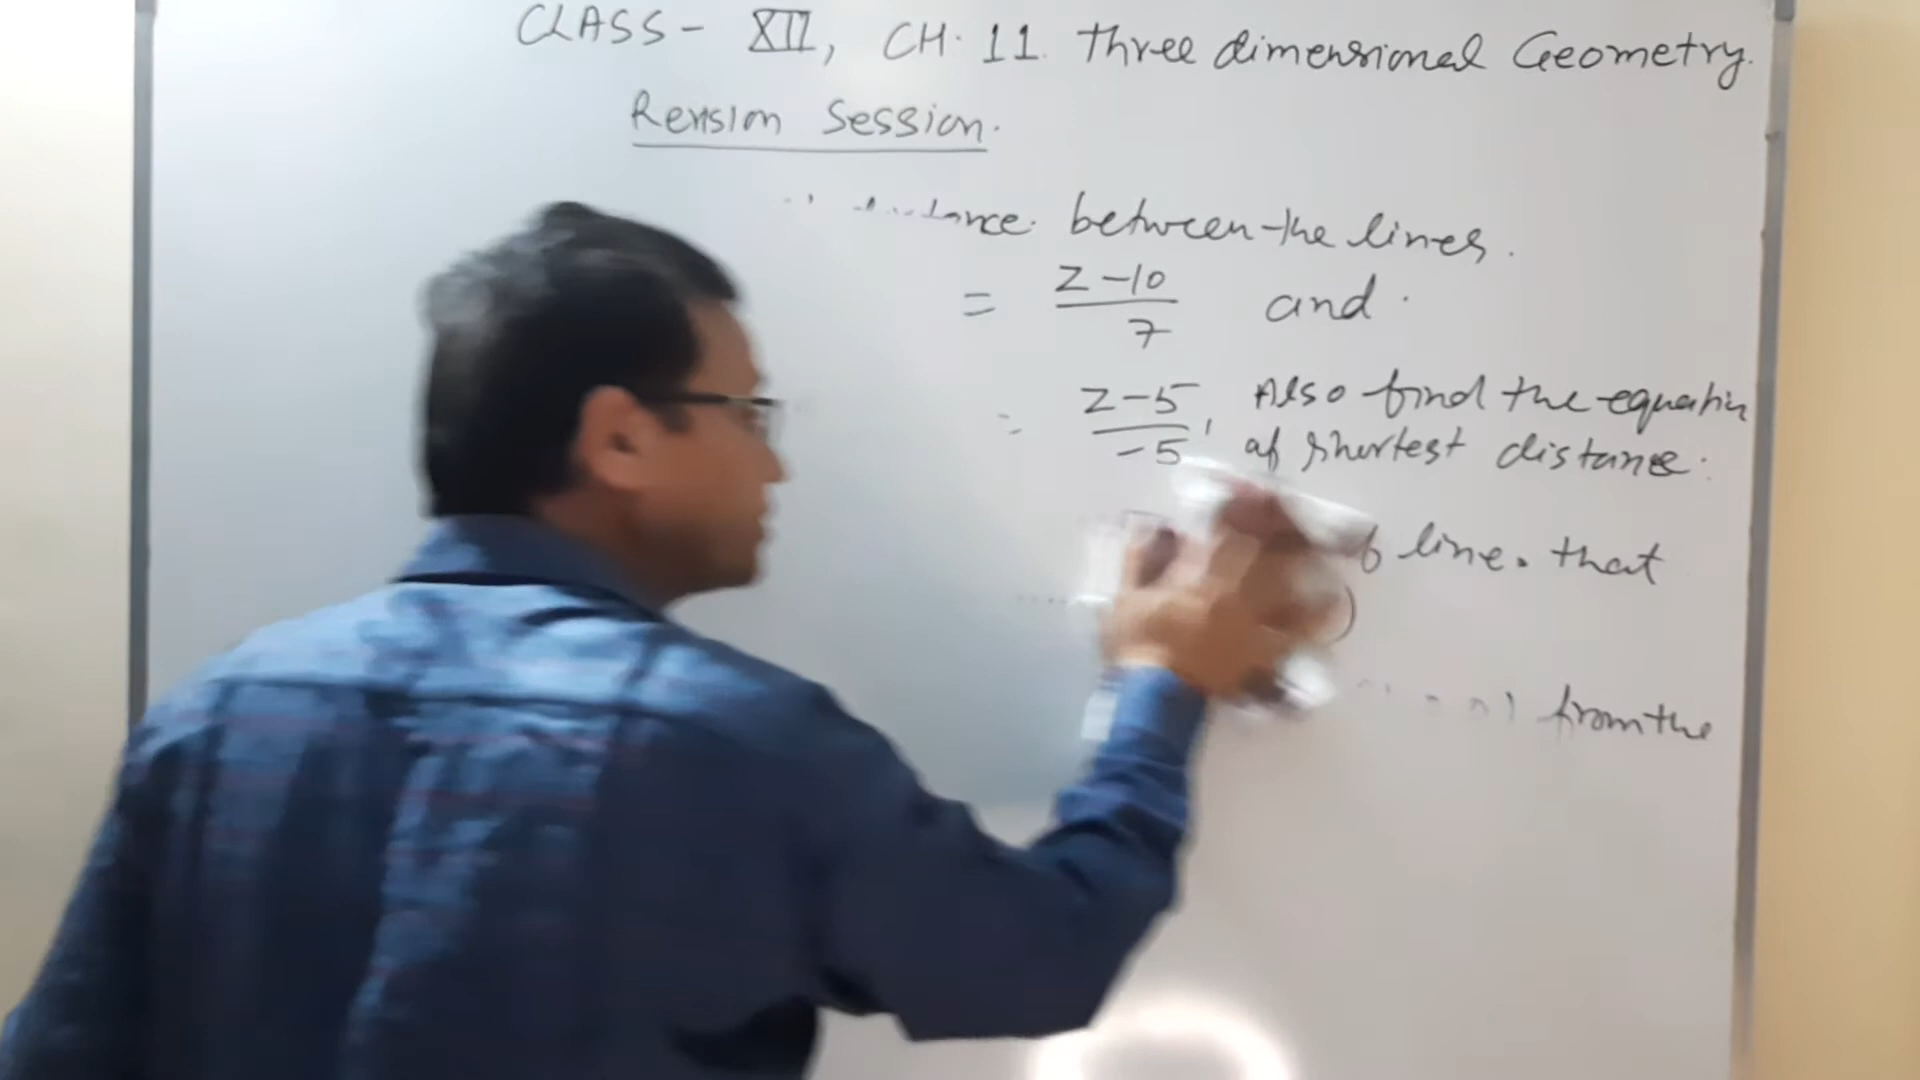 CLASS - XII, CH. 11. Three dimensional Geometry.
Revision Session.
between the lines.
= Z-10/7 and
= Z-5/-5, Also find the equation
of shortest distance.
line. that
)
from the